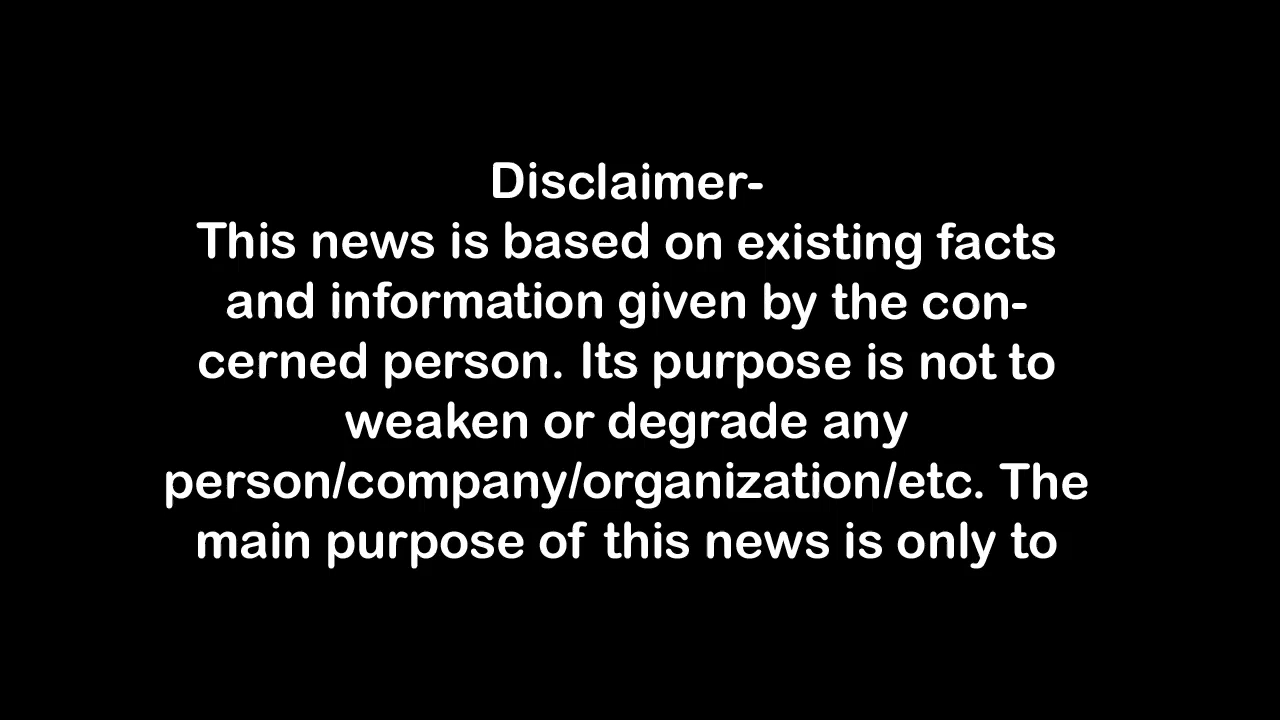 Disclaimer-
This news is based on existing facts
and information given by the con-
cerned person. Its purpose is not to
weaken or degrade any
person/company/organization/etc. The
main purpose of this news is only to